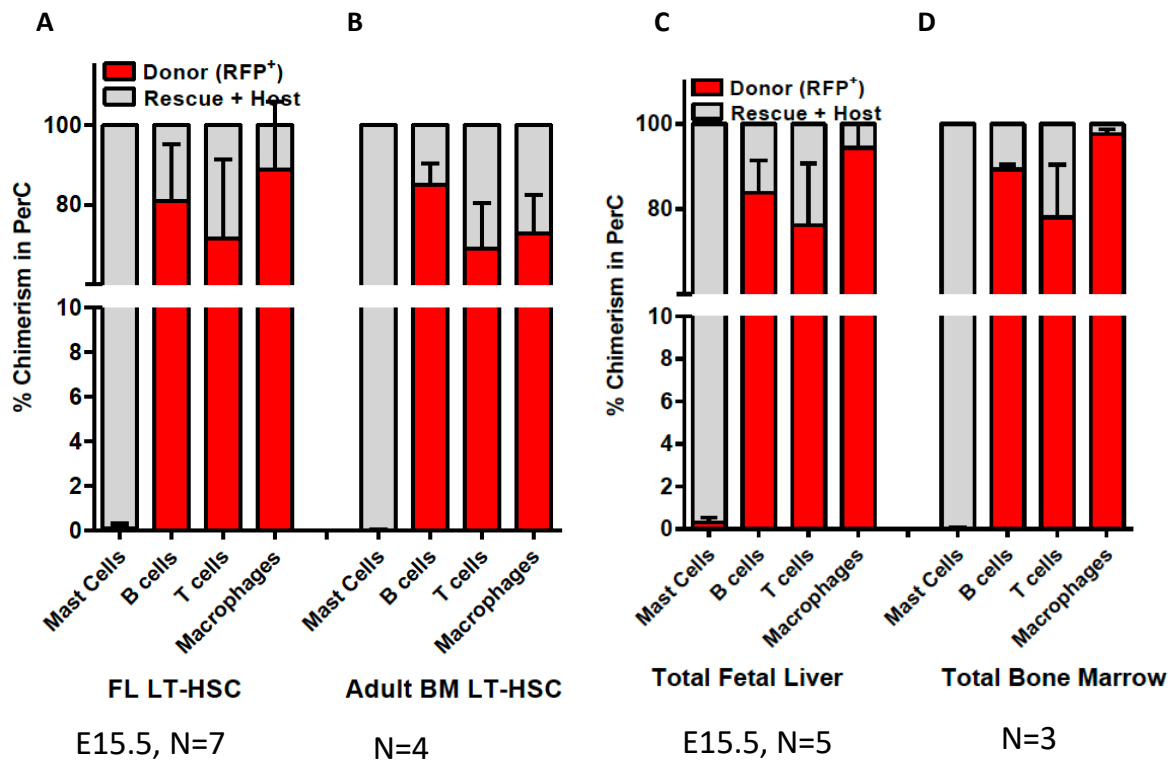 A
B
C
D
Donor (RFP+)
Rescue + Host
% Chimerism in PerC
100
80
10
8
6
4
2
0
Mast Cells
B cells
T cells
Macrophages
Mast Cells
B cells
T cells
Macrophages
FL LT-HSC
Adult BM LT-HSC
E15.5, N=7
N=4
Donor (RFP+)
Rescue + Host
% Chimerism in PerC
100
80
10
8
6
4
2
0
Mast Cells
B cells
T cells
Macrophages
Mast Cells
B cells
T cells
Macrophages
Total Fetal Liver
Total Bone Marrow
E15.5, N=5
N=3